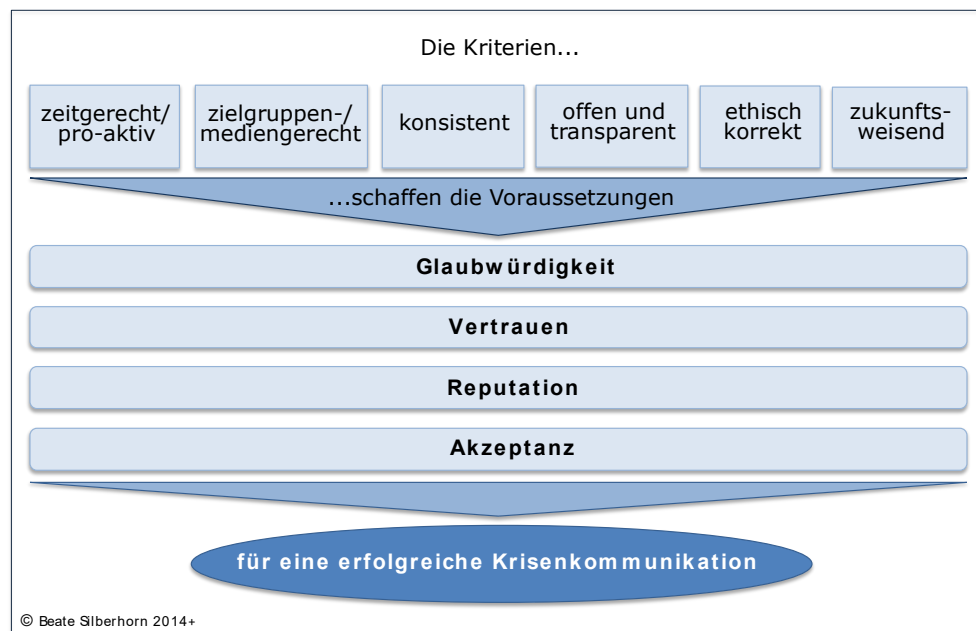 Die Kriterien...
zeitgerecht/
pro-aktiv
zielgruppen-/
mediengerecht
konsistent
offen und
transparent
ethisch
korrekt
zukunfts-
weisend
...schaffen die Voraussetzungen
Glaubwürdigkeit
Vertrauen
Reputation
Akzeptanz
für eine erfolgreiche Krisenkommunikation
© Beate Silberhorn 2014+